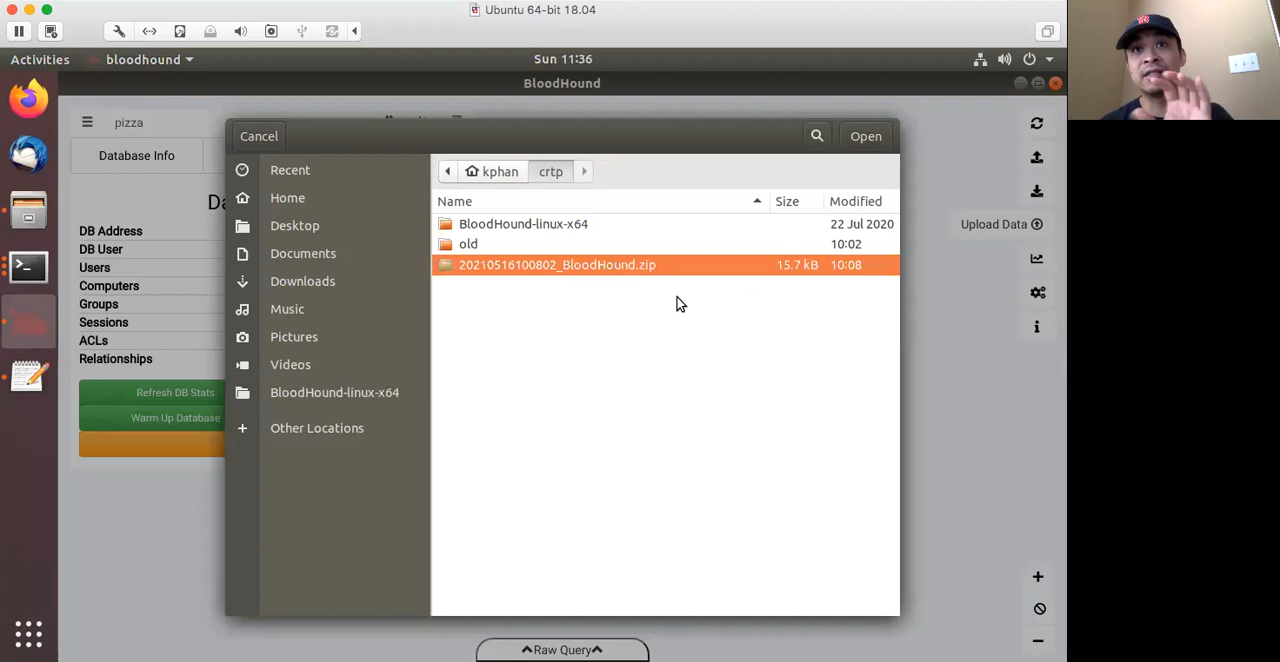 Ubuntu 64-bit 18.04
Activities
bloodhound
Sun 11:36
BloodHound
pizza
Database Info
DB Address
DB User
Users
Computers
Groups
Sessions
ACLs
Relationships
Refresh DB Stats
Warm Up Database
Cancel
Open
Recent
Home
Desktop
Documents
Downloads
Music
Pictures
Videos
BloodHound-linux-x64
Other Locations
kphan
crtp
Name
Size
Modified
BloodHound-linux-x64
22 Jul 2020
old
10:02
20210516100802_BloodHound.zip
15.7 kB
10:08
Upload Data
Raw Query